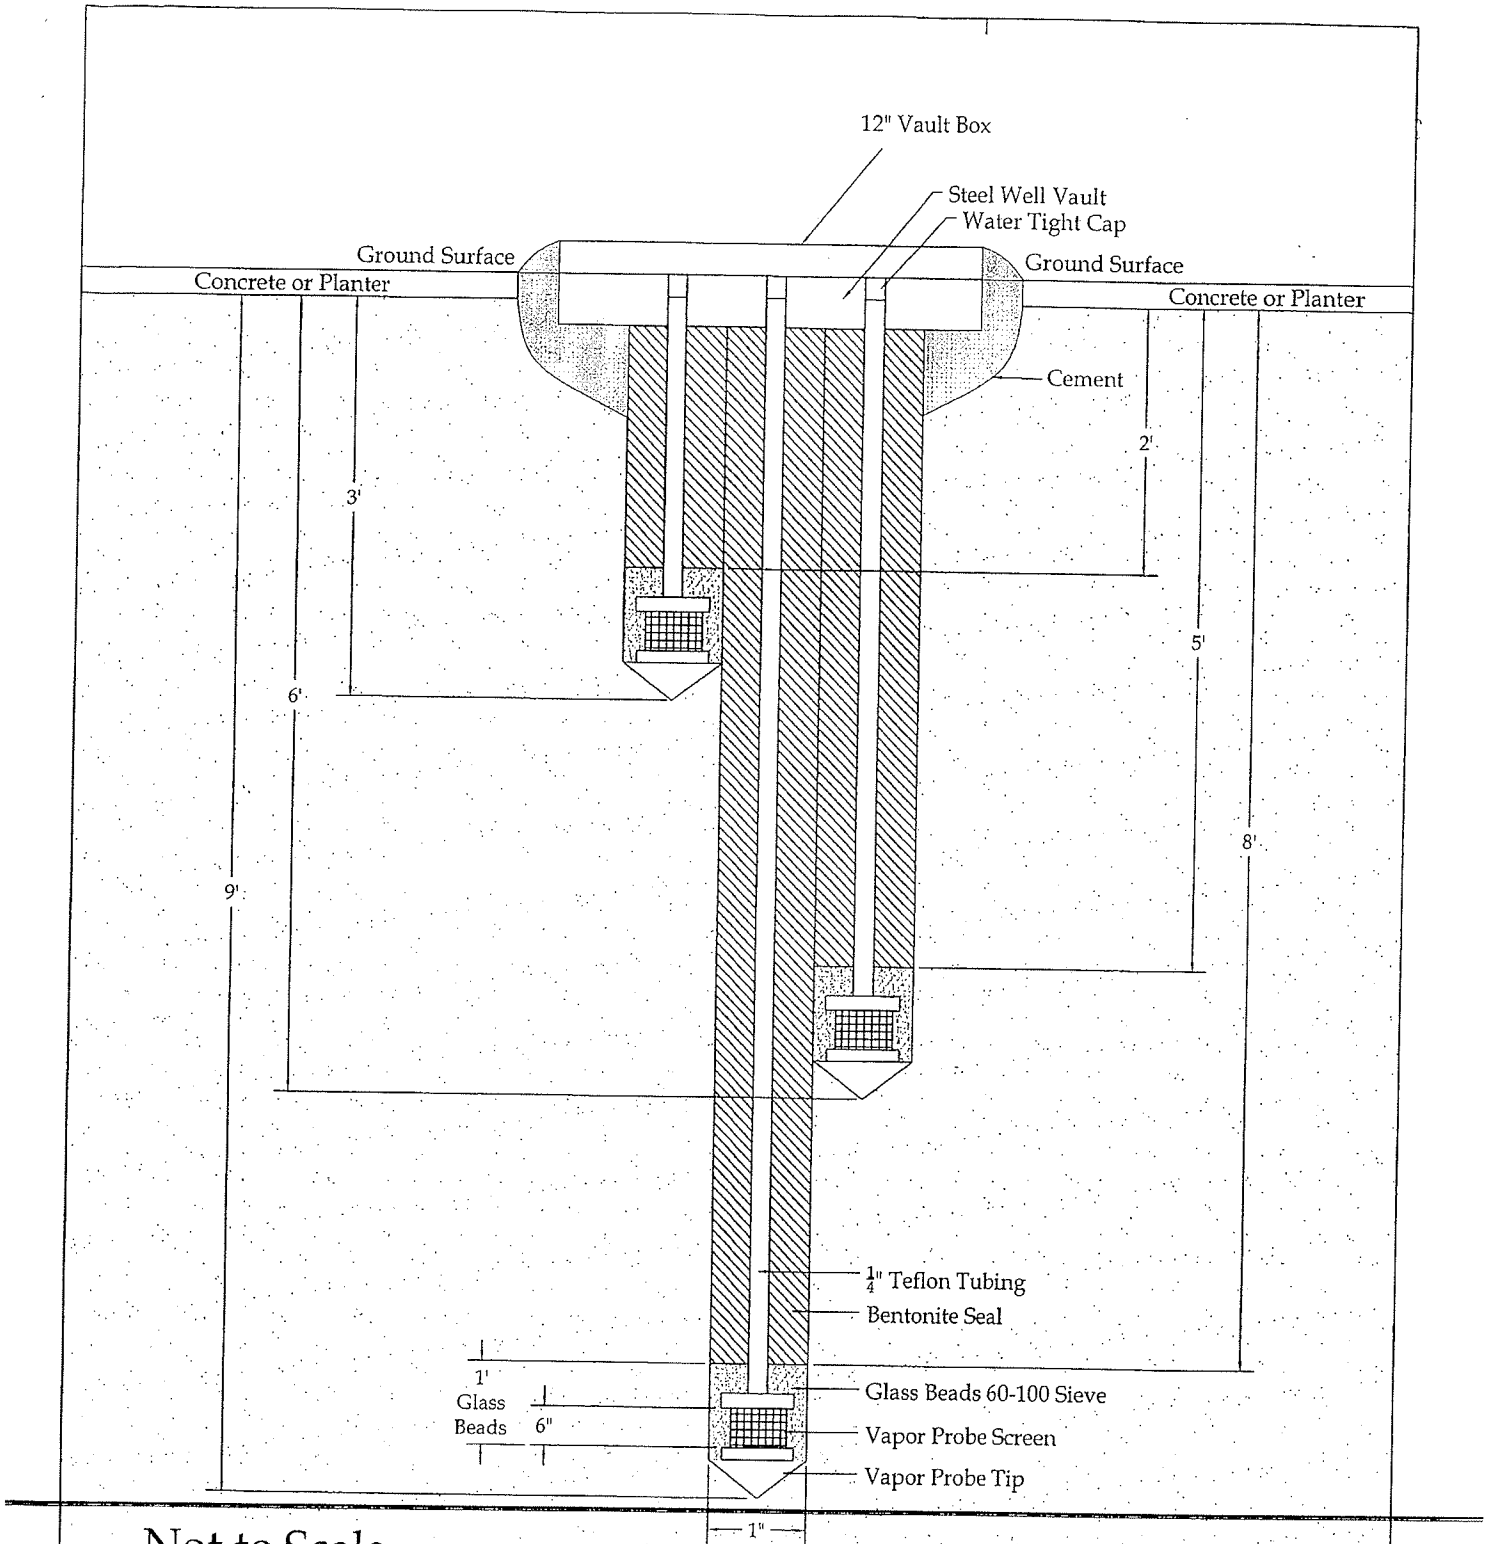 12" Vault Box
Steel Well Vault
Water Tight Cap
Ground Surface
Ground Surface
Concrete or Planter
Concrete or Planter
Cement
2'
3'
5'
6'
8'
9'
1/4" Teflon Tubing
Bentonite Seal
1'
Glass
Beads
6"
Glass Beads 60-100 Sieve
Vapor Probe Screen
Vapor Probe Tip
1"
Not to Scale